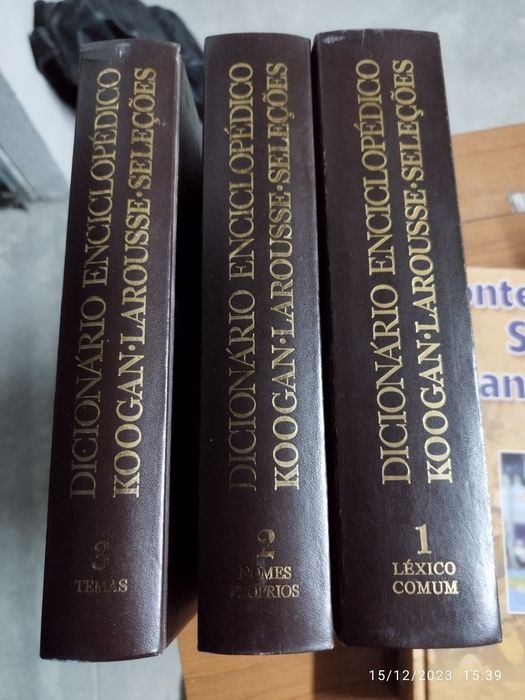 DICIONÁRIO ENCICLOPÉDICO
KOOGAN·LAROUSSE·SELEÇÕES
3
TEMAS
DICIONÁRIO ENCICLOPÉDICO
KOOGAN·LAROUSSE·SELEÇÕES
2
NOMES
PRÓPRIOS
DICIONÁRIO ENCICLOPÉDICO
KOOGAN·LAROUSSE·SELEÇÕES
1
LÉXICO
COMUM
15/12/2023 15:39